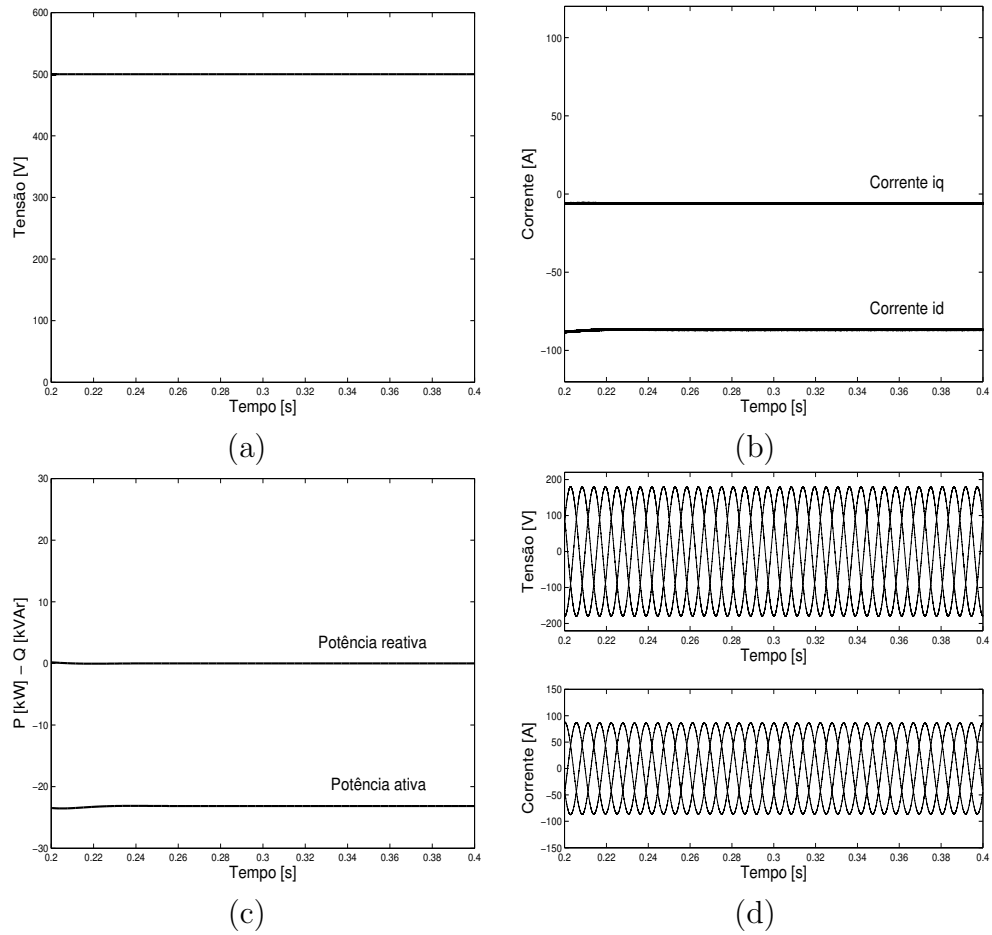 600
500
400
300
200
100
0
Tensão [V]
0.2 0.22 0.24 0.26 0.28 0.3 0.32 0.34 0.36 0.38 0.4
Tempo [s]
(a)
100
50
0
−50
−100
Corrente [A]
Corrente iq
Corrente id
0.2 0.22 0.24 0.26 0.28 0.3 0.32 0.34 0.36 0.38 0.4
Tempo [s]
(b)
30
20
10
0
−10
−20
−30
P [kW] − Q [kVAr]
Potência reativa
Potência ativa
0.2 0.22 0.24 0.26 0.28 0.3 0.32 0.34 0.36 0.38 0.4
Tempo [s]
(c)
200
100
0
−100
−200
Tensão [V]
0.2 0.22 0.24 0.26 0.28 0.3 0.32 0.34 0.36 0.38 0.4
Tempo [s]
150
100
50
0
−50
−100
−150
Corrente [A]
0.2 0.22 0.24 0.26 0.28 0.3 0.32 0.34 0.36 0.38 0.4
Tempo [s]
(d)